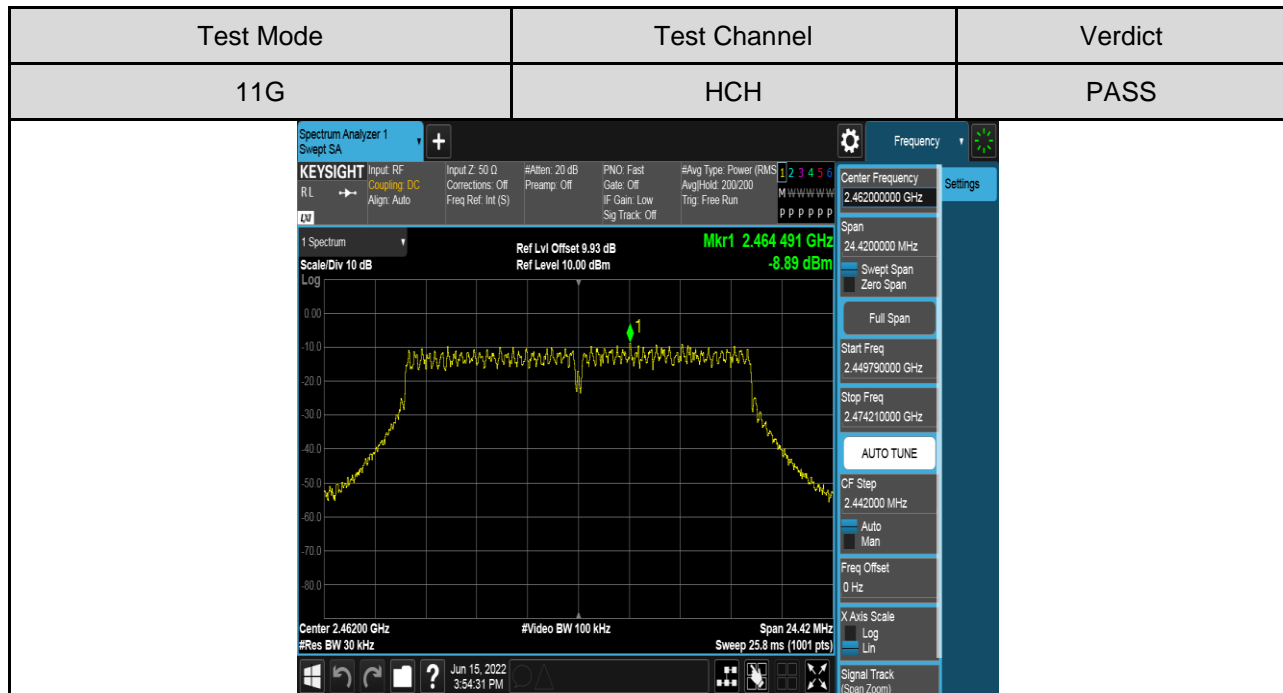 Test Mode Test Channel Verdict
11G HCH PASS
Spectrum Analyzer 1
Swept SA
+
Frequency
Settings
KEYSIGHT
RL
LXI
Input: RF
Coupling: DC
Align: Auto
Input Z: 50 Ω
Corrections: Off
Freq Ref: Int (S)
#Atten: 20 dB
Preamp: Off
PNO: Fast
Gate: Off
IF Gain: Low
Sig Track: Off
#Avg Type: Power (RMS
Avg|Hold: 200/200
Trig: Free Run
1 2 3 4 5 6
M W W W W W
P P P P P P
1 Spectrum
Scale/Div 10 dB
Ref Lvl Offset 9.93 dB
Ref Level 10.00 dBm
Mkr1 2.464 491 GHz
-8.89 dBm
Log
0.00
-10.0
-20.0
-30.0
-40.0
-50.0
-60.0
-70.0
-80.0
1
Center 2.46200 GHz
#Res BW 30 kHz
#Video BW 100 kHz
Span 24.42 MHz
Sweep 25.8 ms (1001 pts)
Center Frequency
2.462000000 GHz
Span
24.4200000 MHz
Swept Span
Zero Span
Full Span
Start Freq
2.449790000 GHz
Stop Freq
2.474210000 GHz
AUTO TUNE
CF Step
2.442000 MHz
Auto
Man
Freq Offset
0 Hz
X Axis Scale
Log
Lin
Signal Track
(Span Zoom)
?
Jun 15, 2022
3:54:31 PM